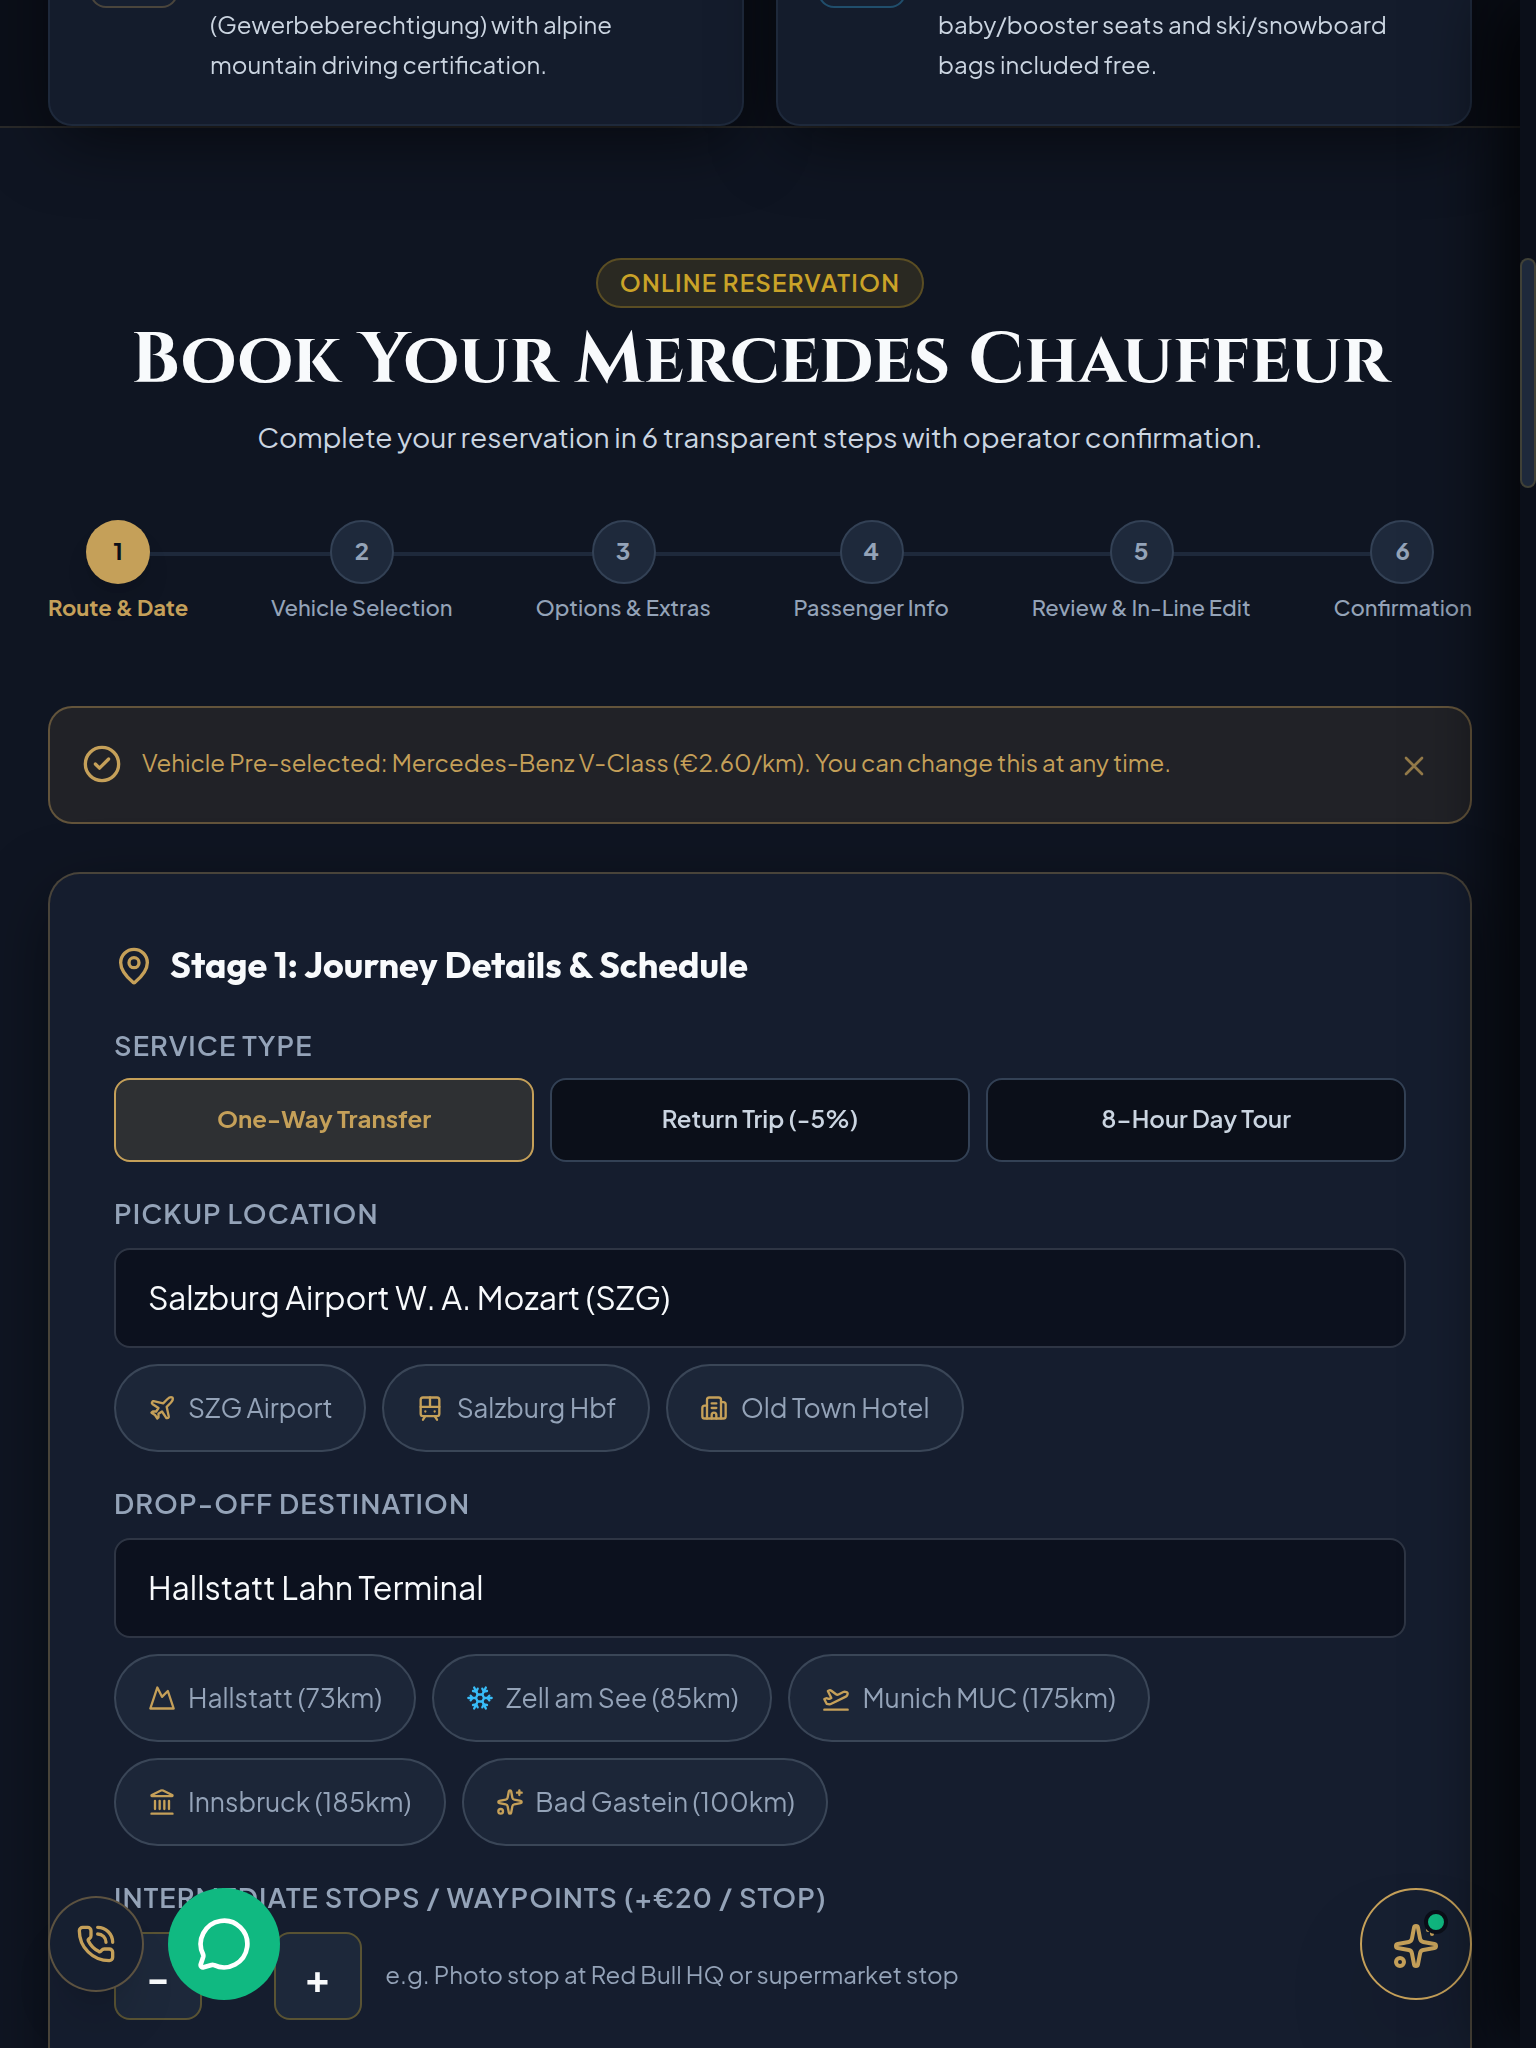 (Gewerbeberechtigung) with alpine
mountain driving certification.
baby/booster seats and ski/snowboard
bags included free.
ONLINE RESERVATION
Book Your Mercedes Chauffeur
Complete your reservation in 6 transparent steps with operator confirmation.
1
Route & Date
2
Vehicle Selection
3
Options & Extras
4
Passenger Info
5
Review & In-Line Edit
6
Confirmation
Vehicle Pre-selected: Mercedes-Benz V-Class (€2.60/km). You can change this at any time.
Stage 1: Journey Details & Schedule
SERVICE TYPE
One-Way Transfer
Return Trip (-5%)
8-Hour Day Tour
PICKUP LOCATION
Salzburg Airport W. A. Mozart (SZG)
SZG Airport
Salzburg Hbf
Old Town Hotel
DROP-OFF DESTINATION
Hallstatt Lahn Terminal
Hallstatt (73km)
Zell am See (85km)
Munich MUC (175km)
Innsbruck (185km)
Bad Gastein (100km)
INTERMEDIATE STOPS / WAYPOINTS (+€20 / STOP)
−
+
e.g. Photo stop at Red Bull HQ or supermarket stop